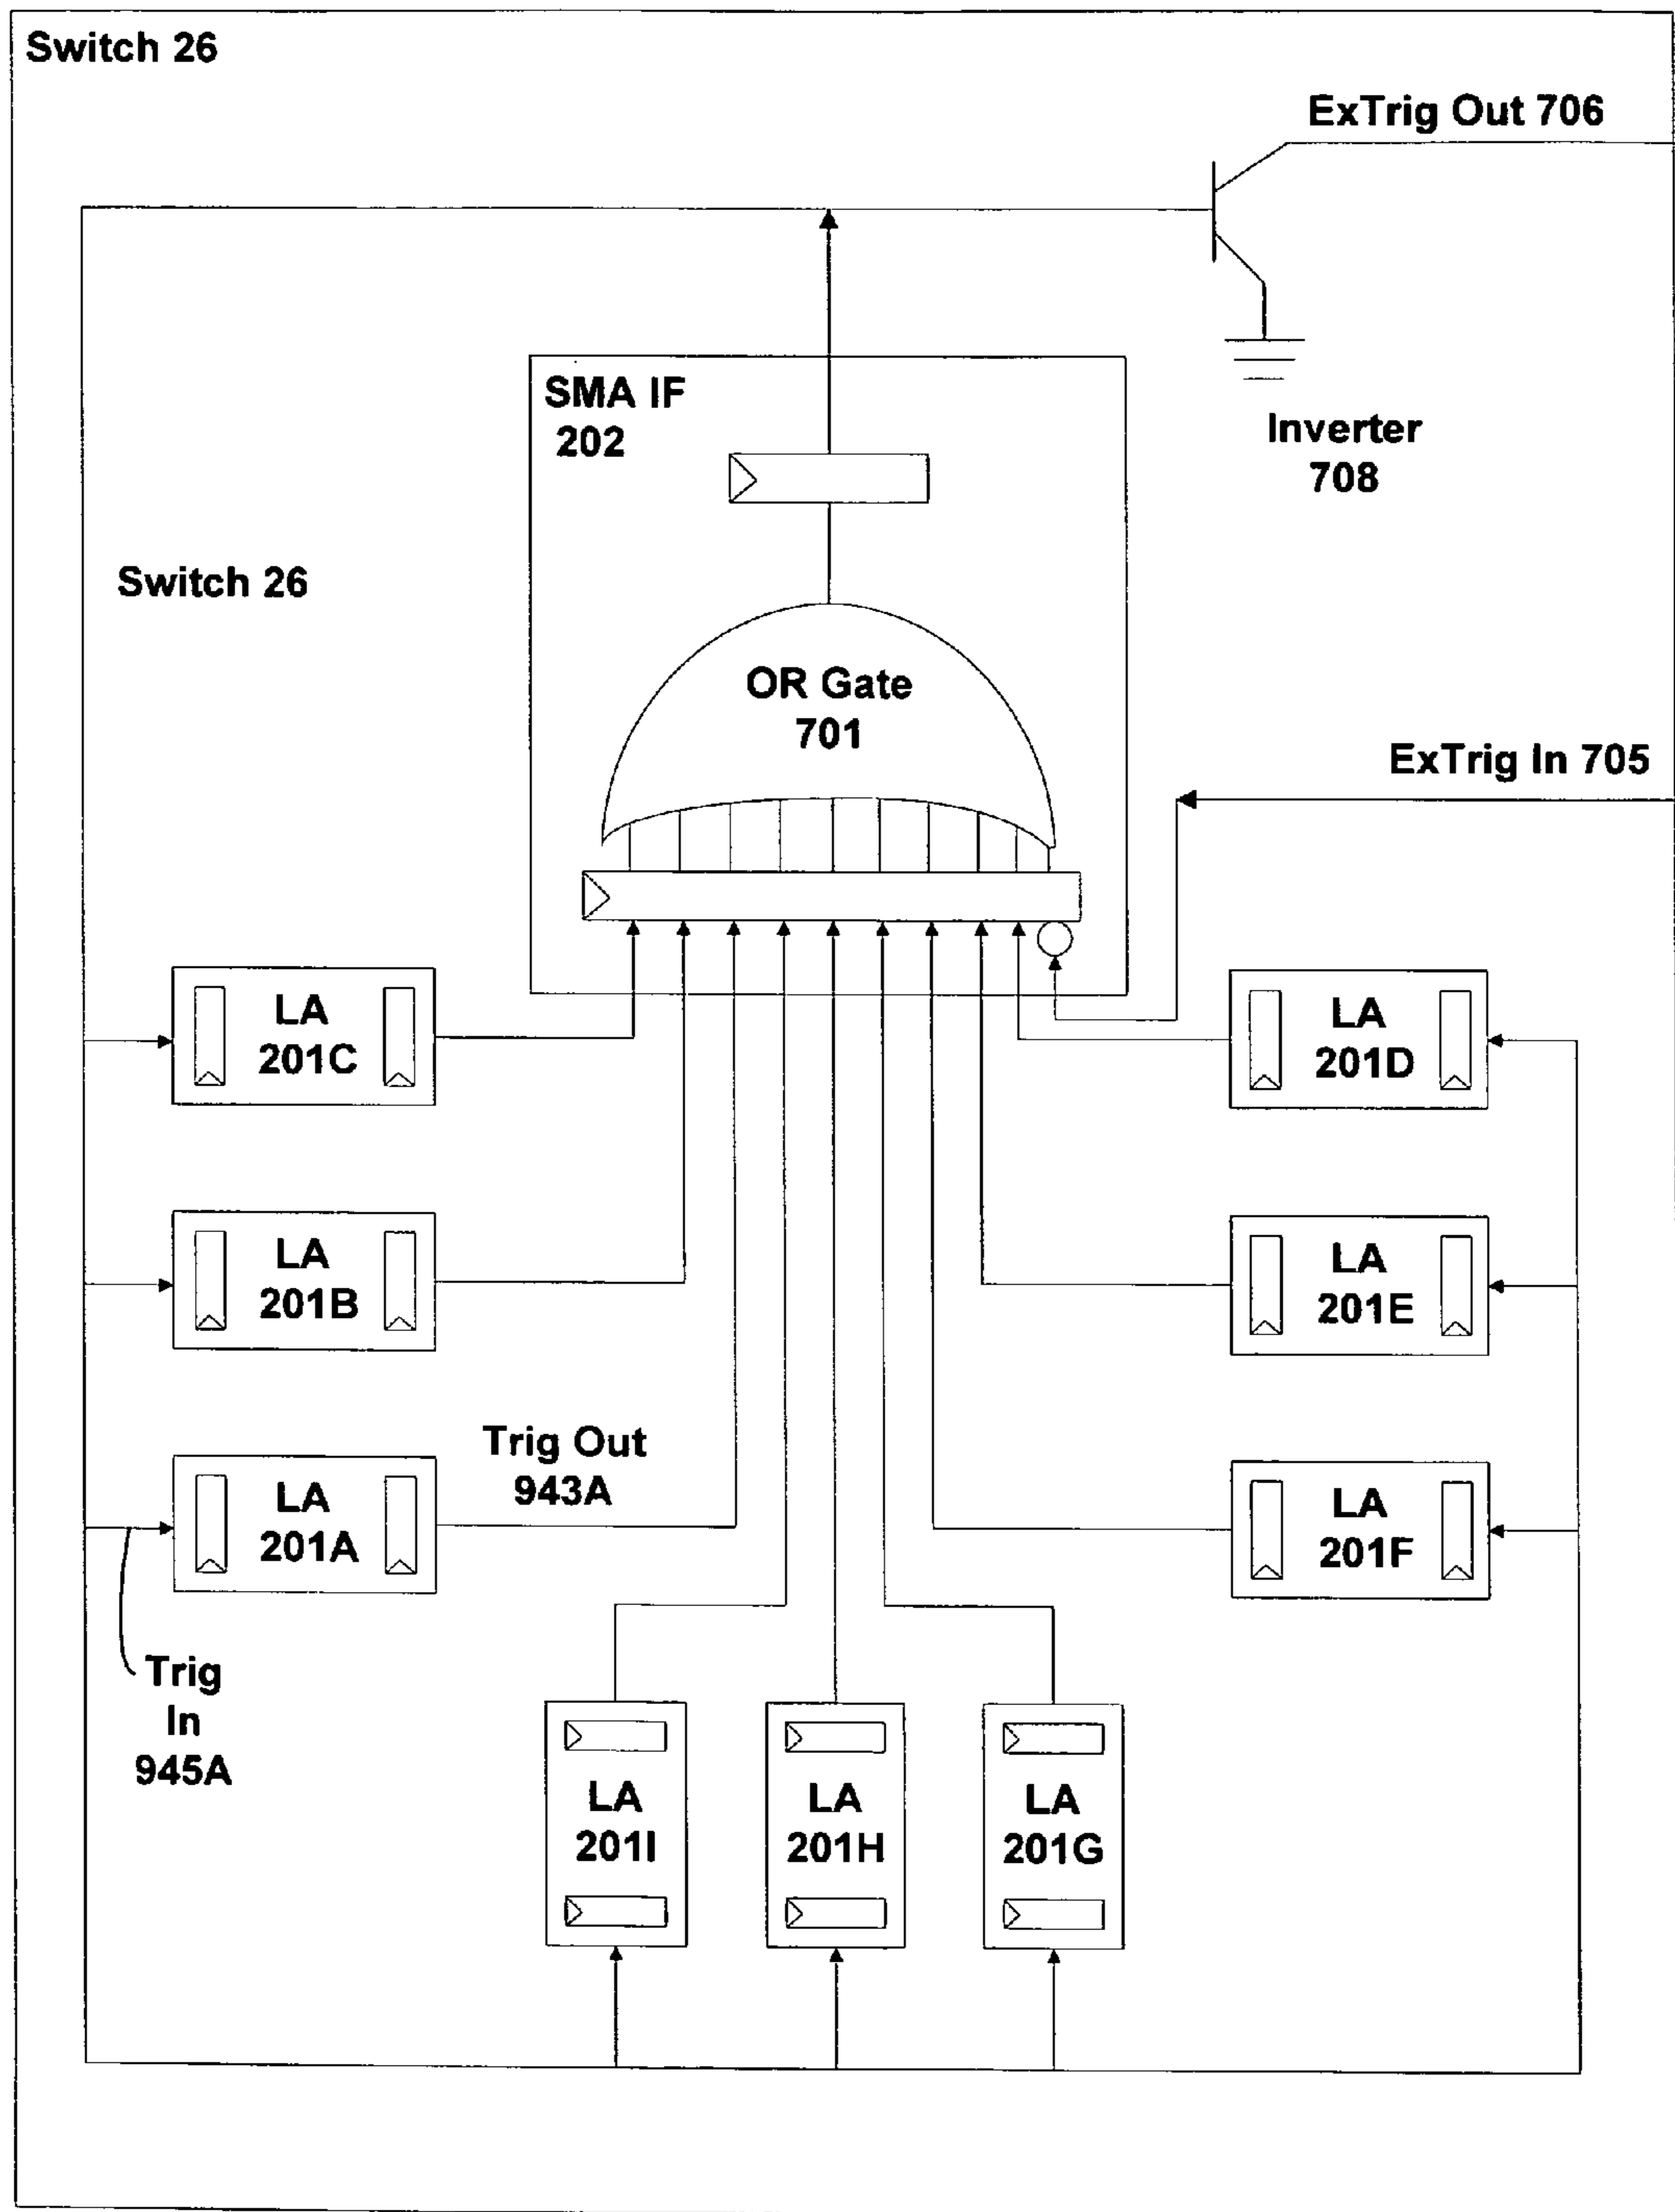 Switch 26
ExTrig Out 706
SMA IF
202
Inverter
708
Switch 26
OR Gate
701
ExTrig In 705
LA
201C
LA
201D
LA
201B
LA
201E
Trig Out
943A
LA
201A
LA
201F
Trig
In
945A
LA
201I
LA
201H
LA
201G